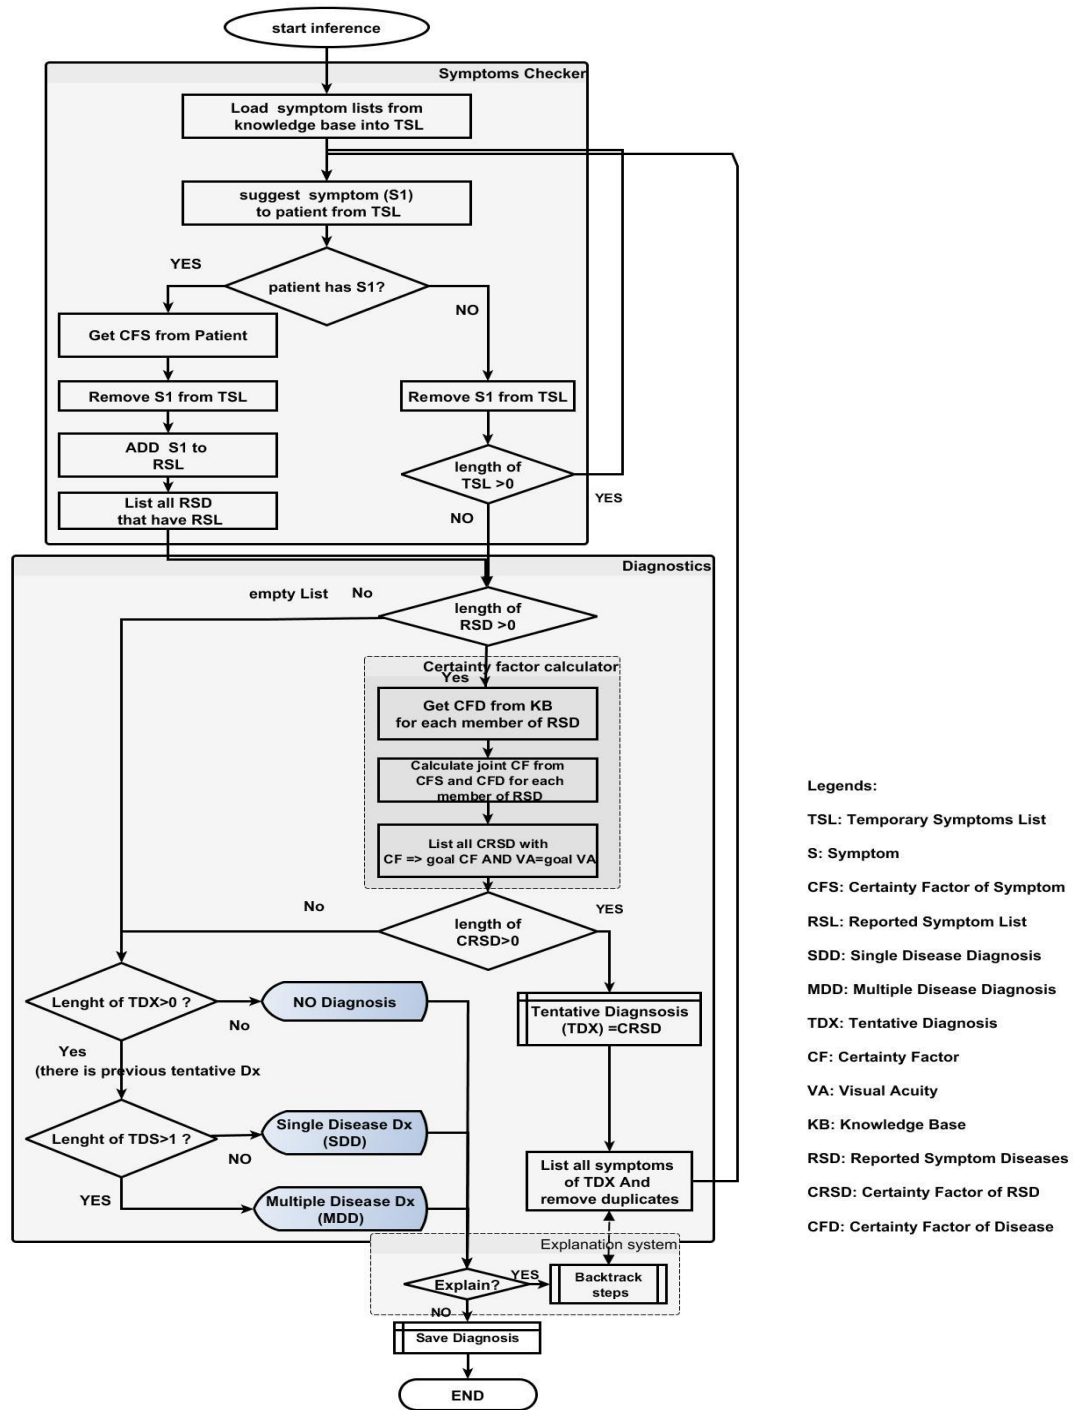 start inference
Symptoms Checker
Load symptom lists from
knowledge base into TSL
suggest symptom (S1)
to patient from TSL
YES
patient has S1?
NO
Get CFS from Patient
Remove S1 from TSL
Remove S1 from TSL
ADD S1 to
RSL
length of
TSL >0
YES
List all RSD
that have RSL
NO
Diagnostics
empty List No
length of
RSD >0
Certainty factor calculator
Yes
Get CFD from KB
for each member of RSD
Calculate joint CF from
CFS and CFD for each
member of RSD
List all CRSD with
CF => goal CF AND VA=goal VA
No
YES
length of
CRSD>0
Lenght of TDX>0 ?
No
NO Diagnosis
Tentative Diagnsosis
(TDX) =CRSD
Yes
(there is previous tentative Dx
Lenght of TDS>1 ?
NO
Single Disease Dx
(SDD)
YES
Multiple Disease Dx
(MDD)
List all symptoms
of TDX And
remove duplicates
Explanation system
Explain?
YES
Backtrack
steps
NO
Save Diagnosis
END
Legends:
TSL: Temporary Symptoms List
S: Symptom
CFS: Certainty Factor of Symptom
RSL: Reported Symptom List
SDD: Single Disease Diagnosis
MDD: Multiple Disease Diagnosis
TDX: Tentative Diagnosis
CF: Certainty Factor
VA: Visual Acuity
KB: Knowledge Base
RSD: Reported Symptom Diseases
CRSD: Certainty Factor of RSD
CFD: Certainty Factor of Disease